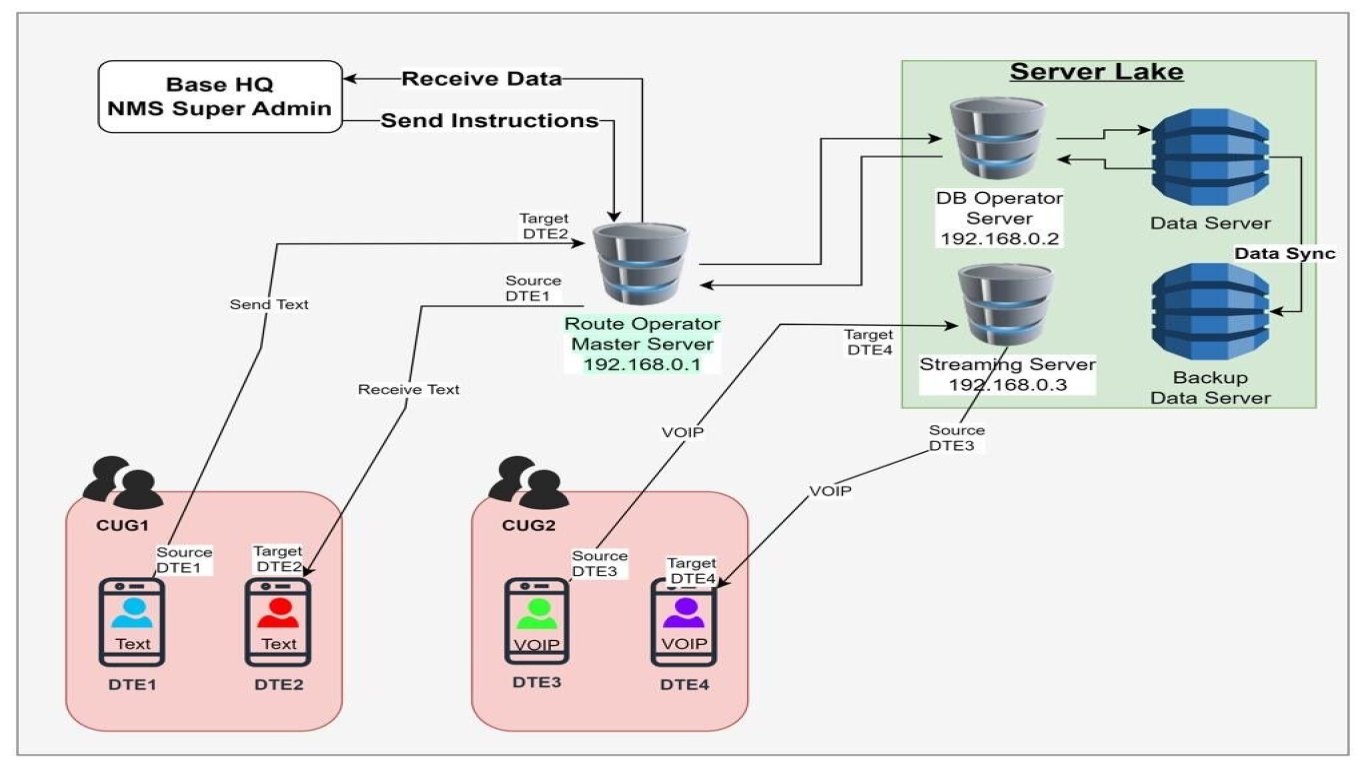 Base HQ
NMS Super Admin
Receive Data
Send Instructions
Server Lake
DB Operator
Server
192.168.0.2
Data Server
Data Sync
Streaming Server
192.168.0.3
Backup
Data Server
Target
DTE2
Source
DTE1
Route Operator
Master Server
192.168.0.1
Send Text
Receive Text
Target
DTE4
VOIP
Source
DTE3
VOIP
CUG1
Source
DTE1
Target
DTE2
Text
Text
DTE1
DTE2
CUG2
Source
DTE3
Target
DTE4
VOIP
VOIP
DTE3
DTE4